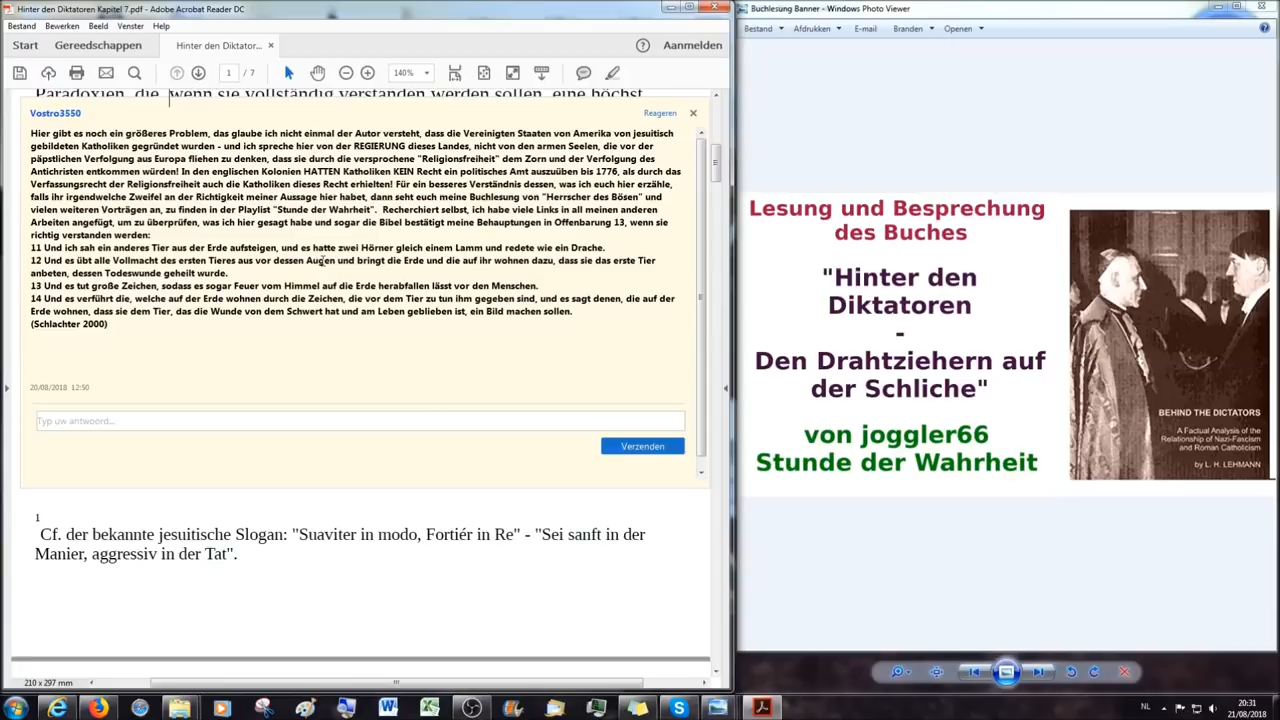 Hinter den Diktatoren Kapitel 7.pdf - Adobe Acrobat Reader DC
Bestand Bewerken Beeld Venster Help
Start Gereedschappen Hinter den Diktator... × Aanmelden
1 / 7 140%
Paradoxien, die, wenn sie vollständig verstanden werden sollen, eine höchst
Vostro3550 Reageren
Hier gibt es noch ein größeres Problem, das glaube ich nicht einmal der Autor versteht, dass die Vereinigten Staaten von Amerika von jesuitisch
gebildeten Katholiken gegründet wurden - und ich spreche hier von der REGIERUNG dieses Landes, nicht von den armen Seelen, die vor der
päpstlichen Verfolgung aus Europa fliehen zu denken, dass sie durch die versprochene "Religionsfreiheit" dem Zorn und der Verfolgung des
Antichristen entkommen würden! In den englischen Kolonien HATTEN Katholiken KEIN Recht ein politisches Amt auszuüben bis 1776, als durch das
Verfassungsrecht der Religionsfreiheit auch die Katholiken dieses Recht erhielten! Für ein besseres Verständnis dessen, was ich euch hier erzähle,
falls ihr irgendwelche Zweifel an der Richtigkeit meiner Aussage hier habet, dann seht euch meine Buchlesung von "Herrscher des Bösen" und
vielen weiteren Vorträgen an, zu finden in der Playlist "Stunde der Wahrheit". Recherchiert selbst, ich habe viele Links in all meinen anderen
Arbeiten angefügt, um zu überprüfen, was ich hier gesagt habe und sogar die Bibel bestätigt meine Behauptungen in Offenbarung 13, wenn sie
richtig verstanden werden:
11 Und ich sah ein anderes Tier aus der Erde aufsteigen, und es hatte zwei Hörner gleich einem Lamm und redete wie ein Drache.
12 Und es übt alle Vollmacht des ersten Tieres aus vor dessen Augen und bringt die Erde und die auf ihr wohnen dazu, dass sie das erste Tier
anbeten, dessen Todeswunde geheilt wurde.
13 Und es tut große Zeichen, sodass es sogar Feuer vom Himmel auf die Erde herabfallen lässt vor den Menschen.
14 Und es verführt die, welche auf der Erde wohnen durch die Zeichen, die vor dem Tier zu tun ihm gegeben sind, und es sagt denen, die auf der
Erde wohnen, dass sie dem Tier, das die Wunde von dem Schwert hat und am Leben geblieben ist, ein Bild machen sollen.
(Schlachter 2000)
20/08/2018 12:50
Typ uw antwoord...
Verzenden
1
Cf. der bekannte jesuitische Slogan: "Suaviter in modo, Fortiér in Re" - "Sei sanft in der
Manier, aggressiv in der Tat".
210 x 297 mm
Buchlesung Banner - Windows Photo Viewer
Bestand Afdrukken E-mail Branden Openen
Lesung und Besprechung
des Buches
"Hinter den
Diktatoren
-
Den Drahtziehern auf
der Schliche"
von joggler66
Stunde der Wahrheit
BEHIND THE DICTATORS
A Factual Analysis of the
Relationship of Nazi-Fascism
and Roman Catholicism
by L. H. LEHMANN
NL 20:31
21/08/2018